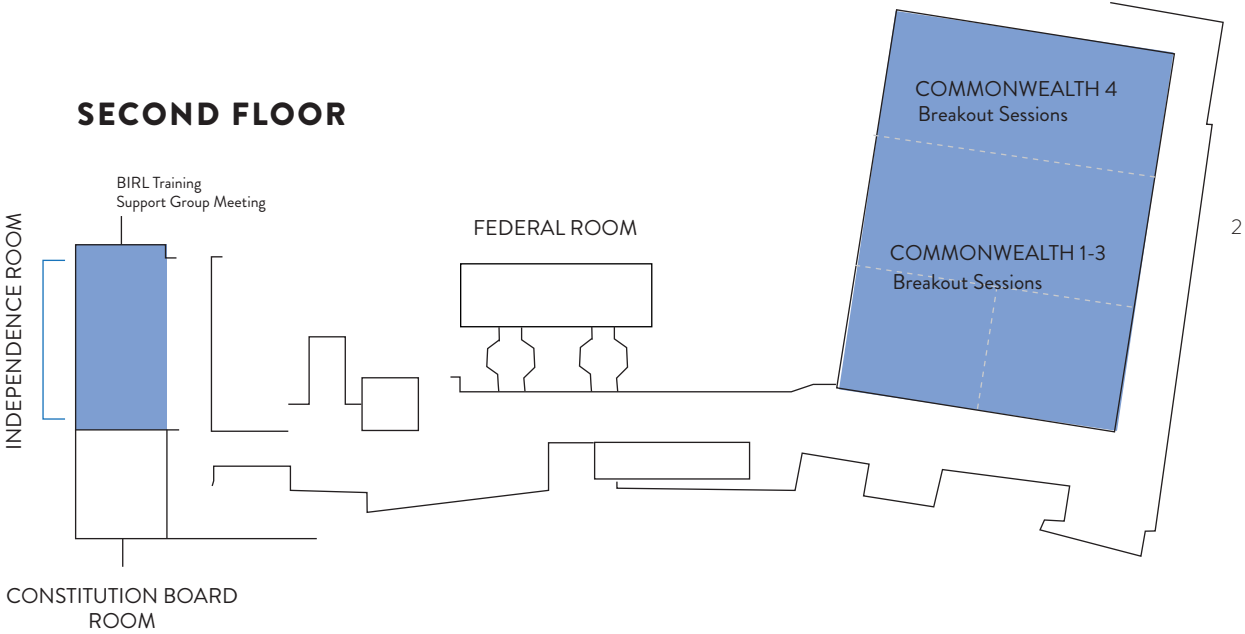 SECOND FLOOR
COMMONWEALTH 4
Breakout Sessions
BIRL Training
Support Group Meeting
INDEPENDENCE ROOM
FEDERAL ROOM
2
COMMONWEALTH 1-3
Breakout Sessions
CONSTITUTION BOARD
ROOM